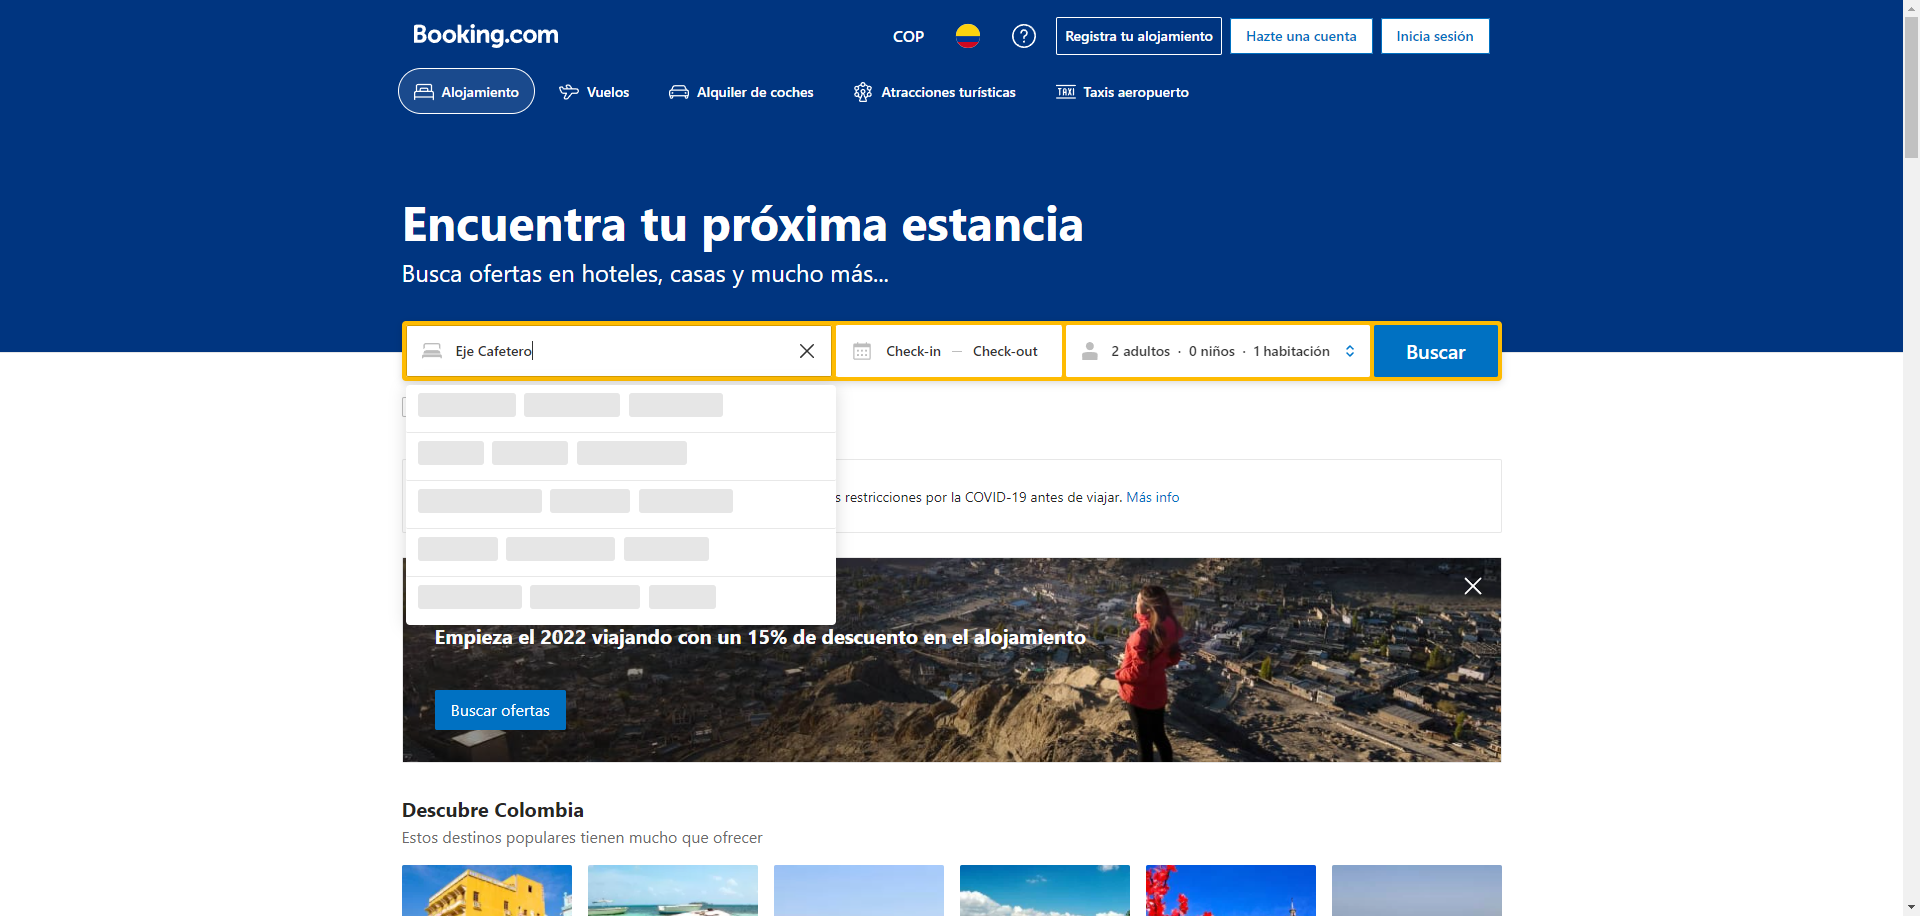 Booking.com
COP
Registra tu alojamiento
Hazte una cuenta
Inicia sesión
Alojamiento
Vuelos
Alquiler de coches
Atracciones turísticas
TAXI
Taxis aeropuerto
Encuentra tu próxima estancia
Busca ofertas en hoteles, casas y mucho más...
Eje Cafetero
Check-in — Check-out
2 adultos · 0 niños · 1 habitación
Buscar
restricciones por la COVID-19 antes de viajar. Más info
Empieza el 2022 viajando con un 15% de descuento en el alojamiento
Buscar ofertas
Descubre Colombia
Estos destinos populares tienen mucho que ofrecer